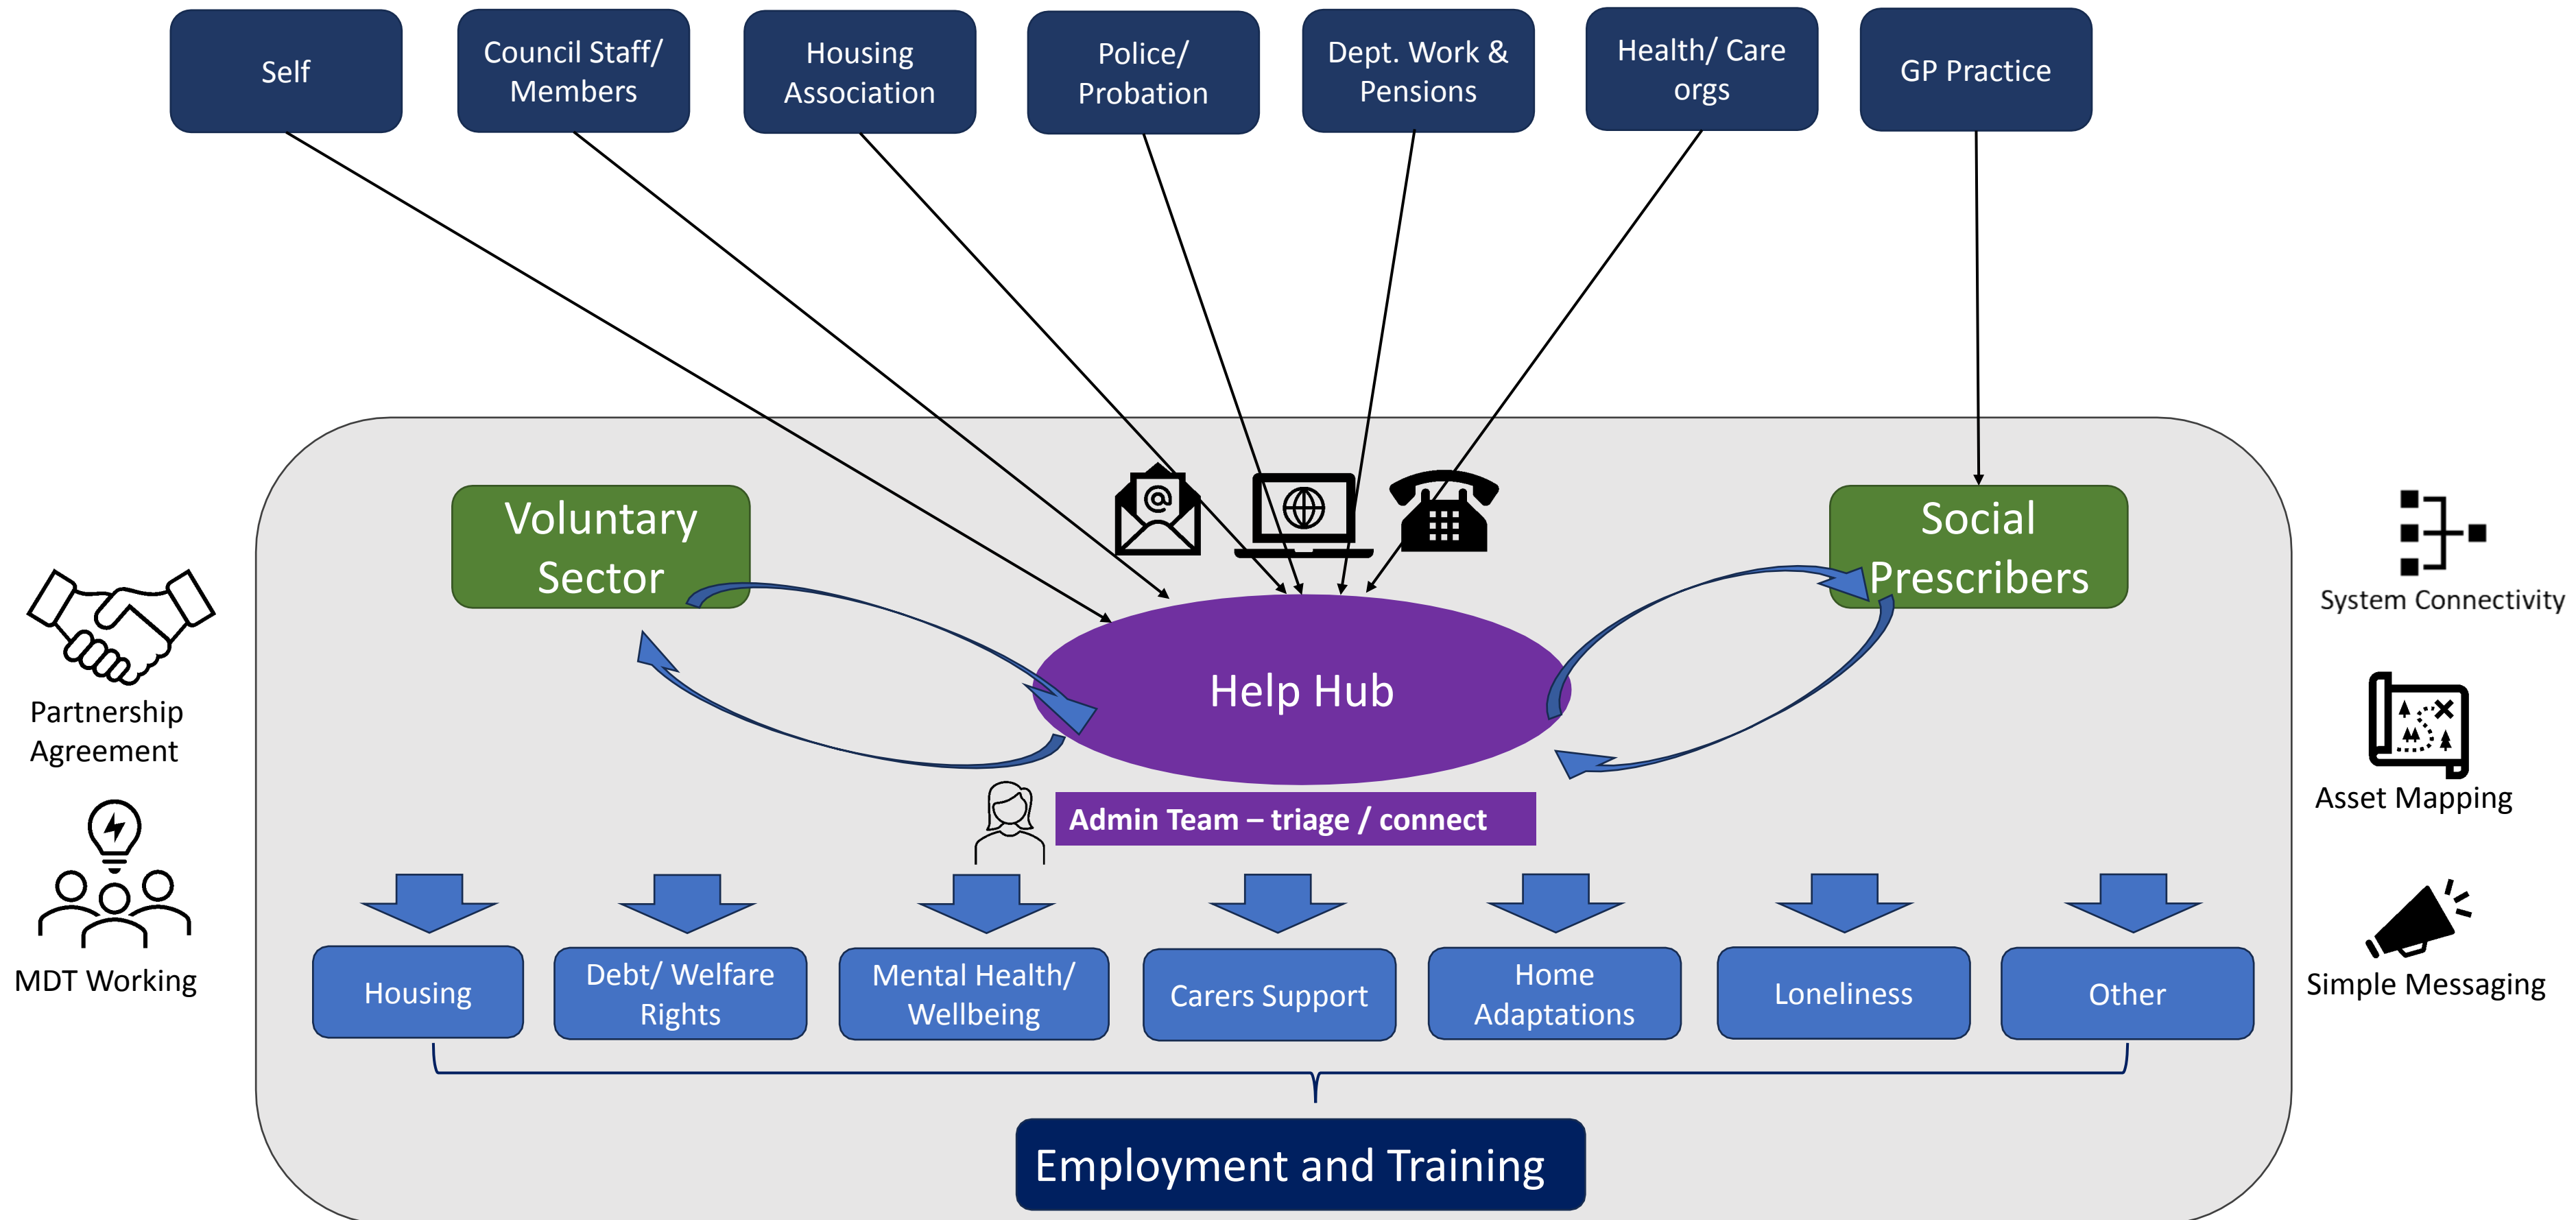 Self
Council Staff/
Members
Housing
Association
Police/
Probation
Dept. Work &
Pensions
Health/ Care
orgs
GP Practice
Voluntary
Sector
@
Social
Prescribers
System Connectivity
Partnership
Agreement
Help Hub
Asset Mapping
Admin Team – triage / connect
MDT Working
Housing
Debt/ Welfare
Rights
Mental Health/
Wellbeing
Carers Support
Home
Adaptations
Loneliness
Other
Simple Messaging
Employment and Training